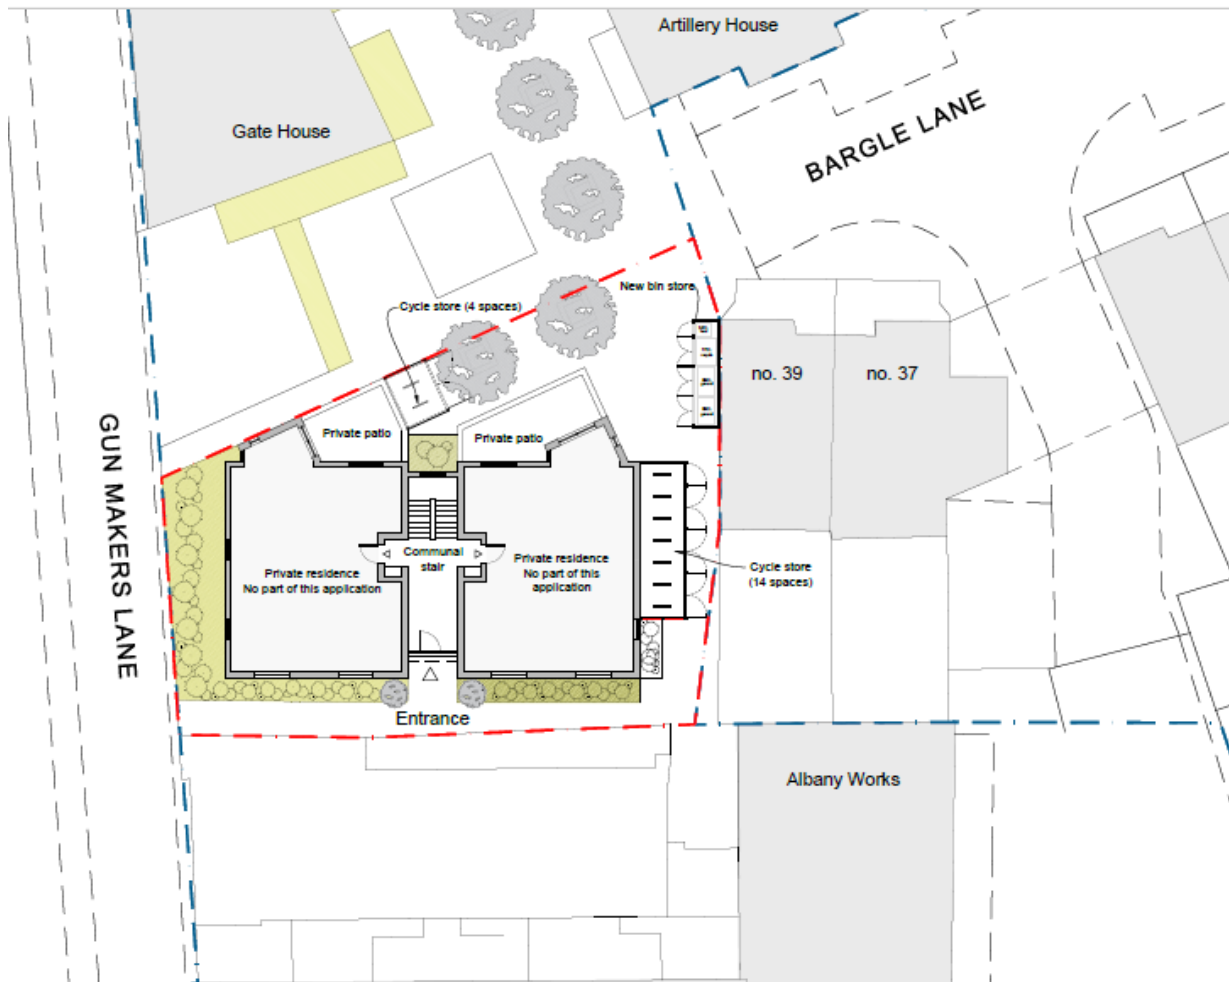 Artillery House
Gate House
BARGLE LANE
New bin store
Cycle store (4 spaces)
no. 39
no. 37
GUN MAKERS LANE
Private patio
Private patio
Communal
stair
Private residence
No part of this application
Private residence
No part of this
application
Cycle store
(14 spaces)
Entrance
Albany Works